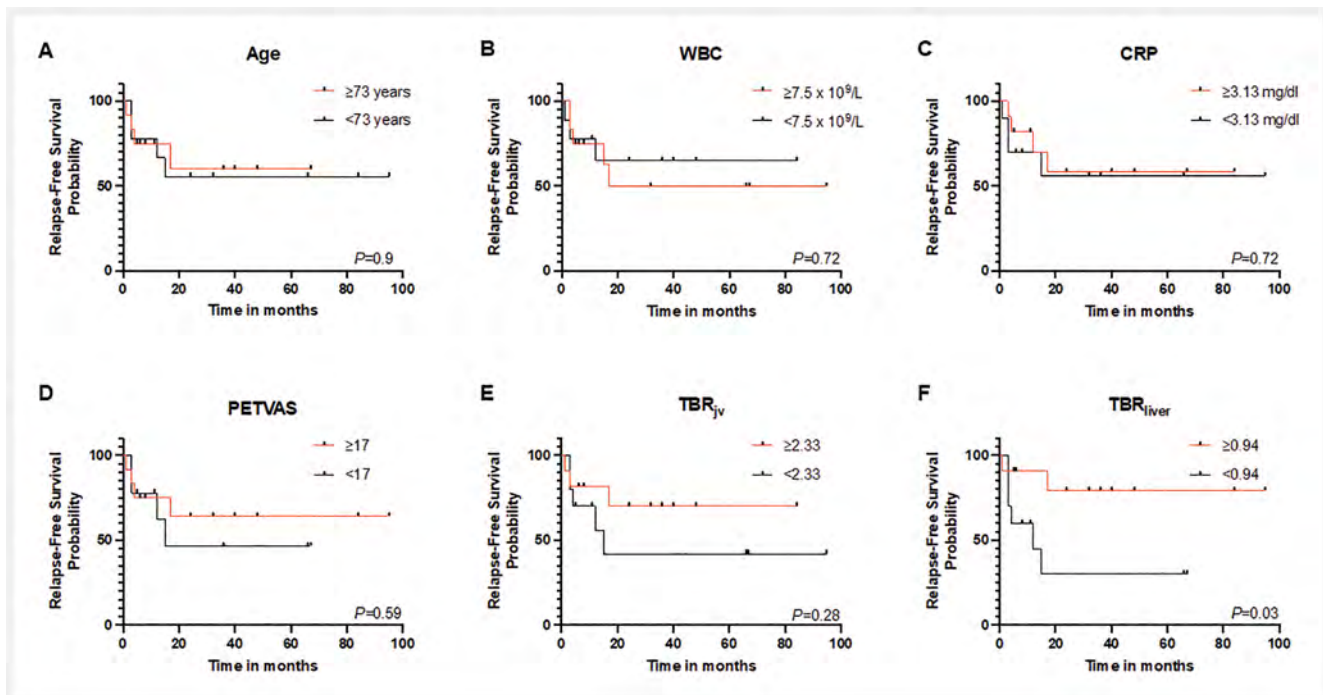 A
Age
≥73 years
<73 years
Relapse-Free Survival
Probability
100
50
0
0 20 40 60 80 100
Time in months
P=0.9
B
WBC
≥7.5 x 10⁹/L
<7.5 x 10⁹/L
Relapse-Free Survival
Probability
100
50
0
0 20 40 60 80 100
Time in months
P=0.72
C
CRP
≥3.13 mg/dl
<3.13 mg/dl
Relapse-Free Survival
Probability
100
50
0
0 20 40 60 80 100
Time in months
P=0.72
D
PETVAS
≥17
<17
Relapse-Free Survival
Probability
100
50
0
0 20 40 60 80 100
Time in months
P=0.59
E
TBRjv
≥2.33
<2.33
Relapse-Free Survival
Probability
100
50
0
0 20 40 60 80 100
Time in months
P=0.28
F
TBRliver
≥0.94
<0.94
Relapse-Free Survival
Probability
100
50
0
0 20 40 60 80 100
Time in months
P=0.03